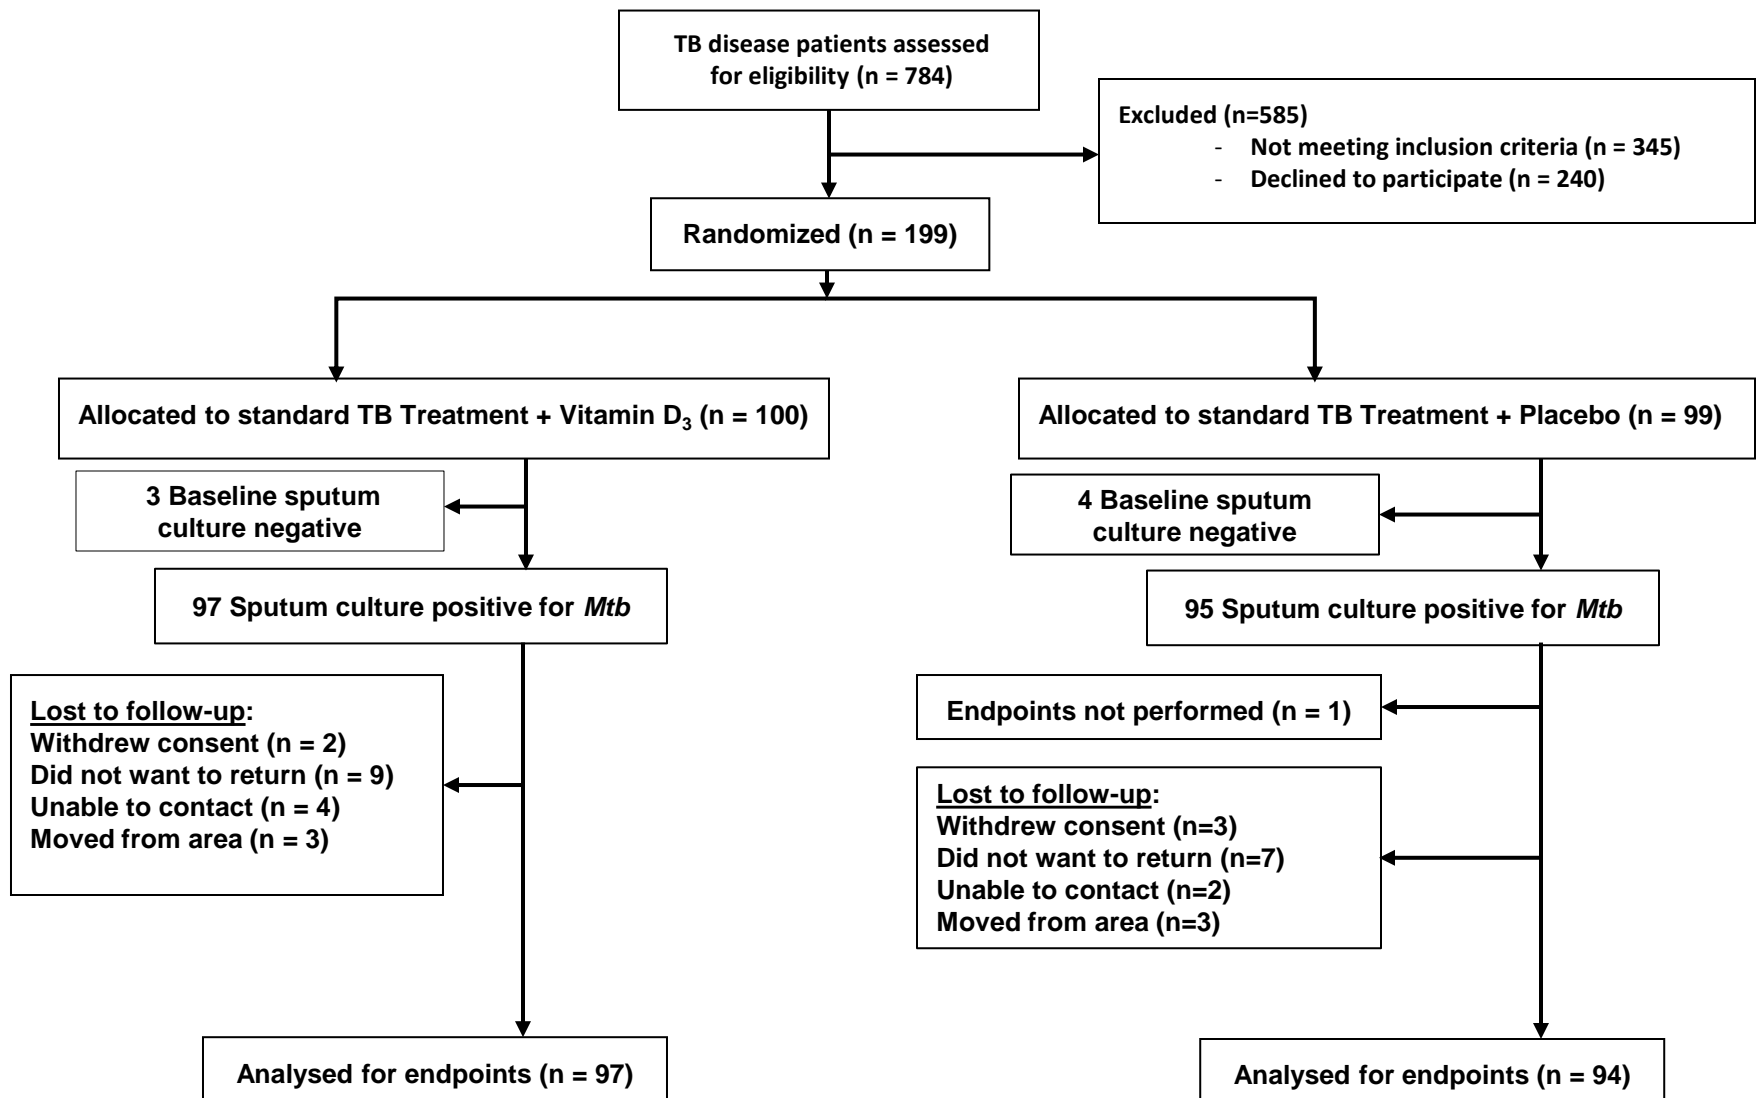 TB disease patients assessed
for eligibility (n = 784)
Excluded (n=585)
- Not meeting inclusion criteria (n = 345)
- Declined to participate (n = 240)
Randomized (n = 199)
Allocated to standard TB Treatment + Vitamin D₃ (n = 100)
Allocated to standard TB Treatment + Placebo (n = 99)
3 Baseline sputum
culture negative
4 Baseline sputum
culture negative
97 Sputum culture positive for Mtb
95 Sputum culture positive for Mtb
Lost to follow-up:
Withdrew consent (n = 2)
Did not want to return (n = 9)
Unable to contact (n = 4)
Moved from area (n = 3)
Endpoints not performed (n = 1)
Lost to follow-up:
Withdrew consent (n=3)
Did not want to return (n=7)
Unable to contact (n=2)
Moved from area (n=3)
Analysed for endpoints (n = 97)
Analysed for endpoints (n = 94)